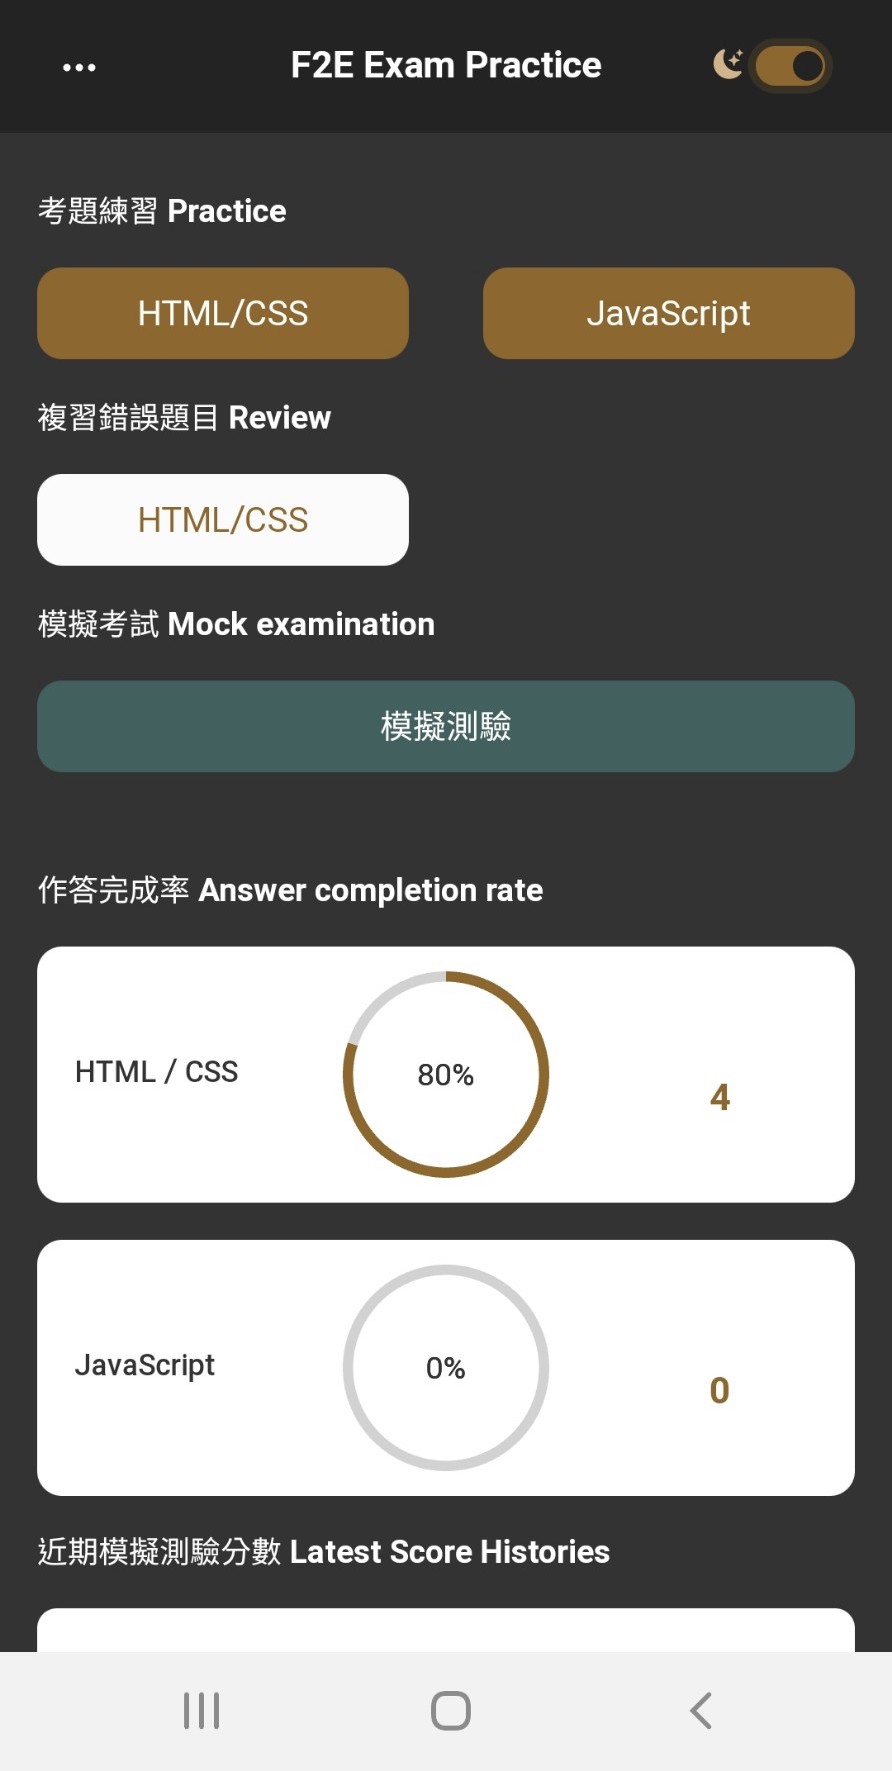 F2E Exam Practice
考題練習 Practice
HTML/CSS
JavaScript
複習錯誤題目 Review
HTML/CSS
模擬考試 Mock examination
模擬測驗
作答完成率 Answer completion rate
HTML / CSS
80%
4
JavaScript
0%
0
近期模擬測驗分數 Latest Score Histories